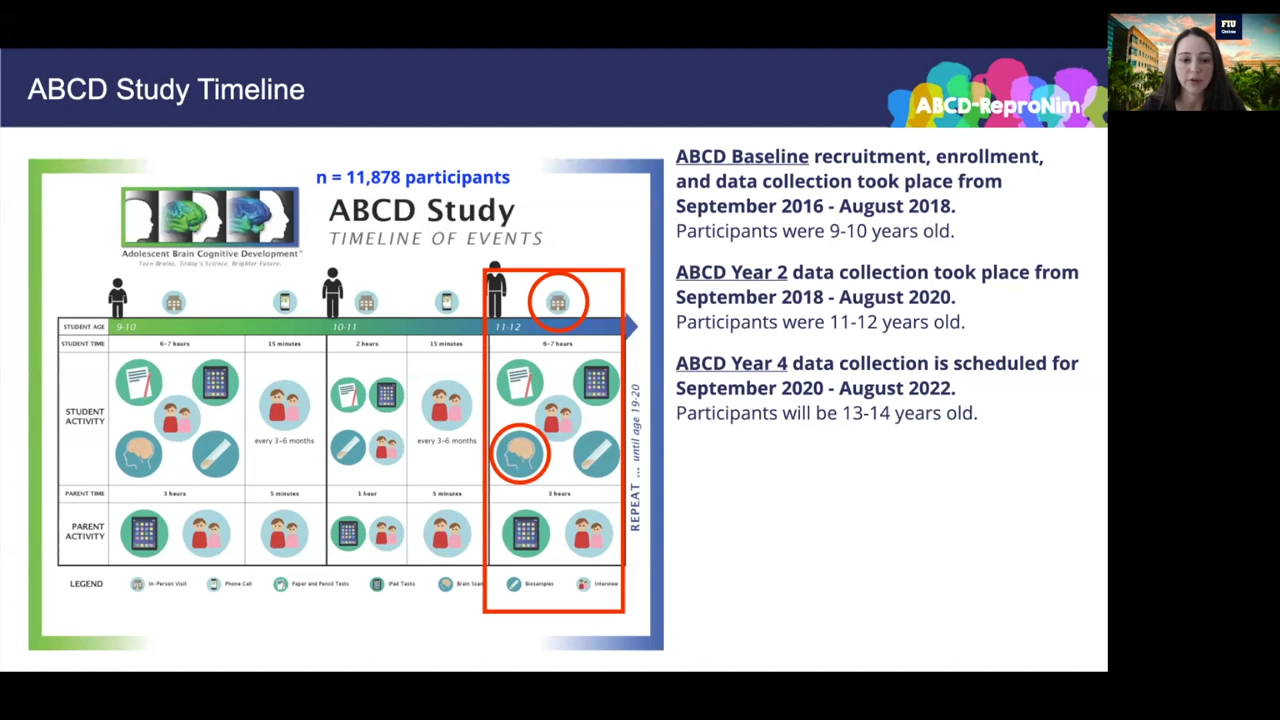 ABCD Study Timeline
ABCD-ReproNim
FIU
Online
n = 11,878 participants
ABCD Study
TIMELINE OF EVENTS
Adolescent Brain Cognitive Development
Teen Brains. Today's Science. Brighter Future.
STUDENT AGE 9-10 10-11 11-12
STUDENT TIME 6-7 hours 15 minutes 2 hours 15 minutes 6-7 hours
STUDENT
ACTIVITY
every 3-6 months every 3-6 months
PARENT TIME 3 hours 5 minutes 1 hour 5 minutes 3 hours
PARENT
ACTIVITY
REPEAT ... until age 19-20
LEGEND In-Person Visit Phone Call Paper and Pencil Tests iPad Tasks Brain Scan Biosamples Interview
ABCD Baseline recruitment, enrollment,
and data collection took place from
September 2016 - August 2018.
Participants were 9-10 years old.
ABCD Year 2 data collection took place from
September 2018 - August 2020.
Participants were 11-12 years old.
ABCD Year 4 data collection is scheduled for
September 2020 - August 2022.
Participants will be 13-14 years old.